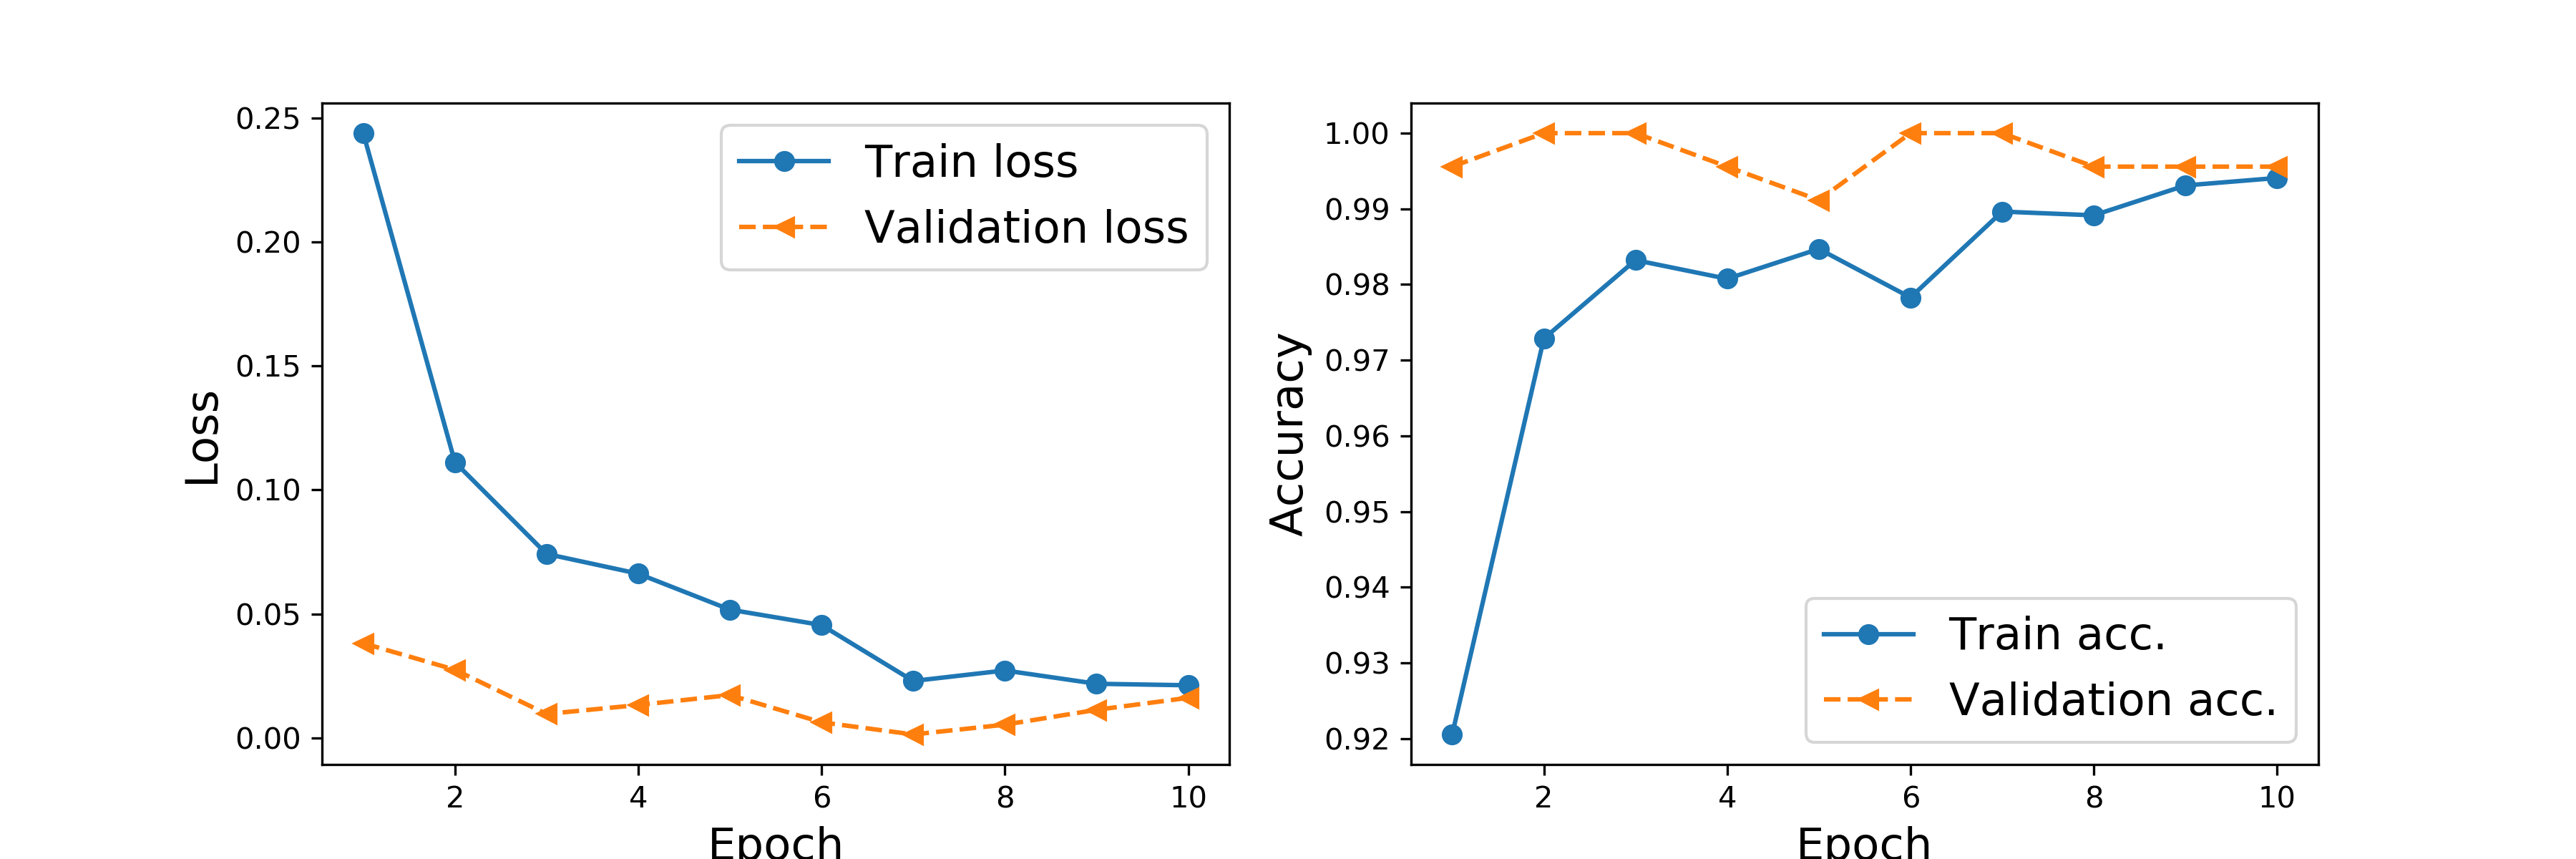 0.25
0.20
0.15
0.10
0.05
0.00
Loss
2 4 6 8 10
Epoch
Train loss
Validation loss
1.00
0.99
0.98
0.97
0.96
0.95
0.94
0.93
0.92
Accuracy
2 4 6 8 10
Epoch
Train acc.
Validation acc.